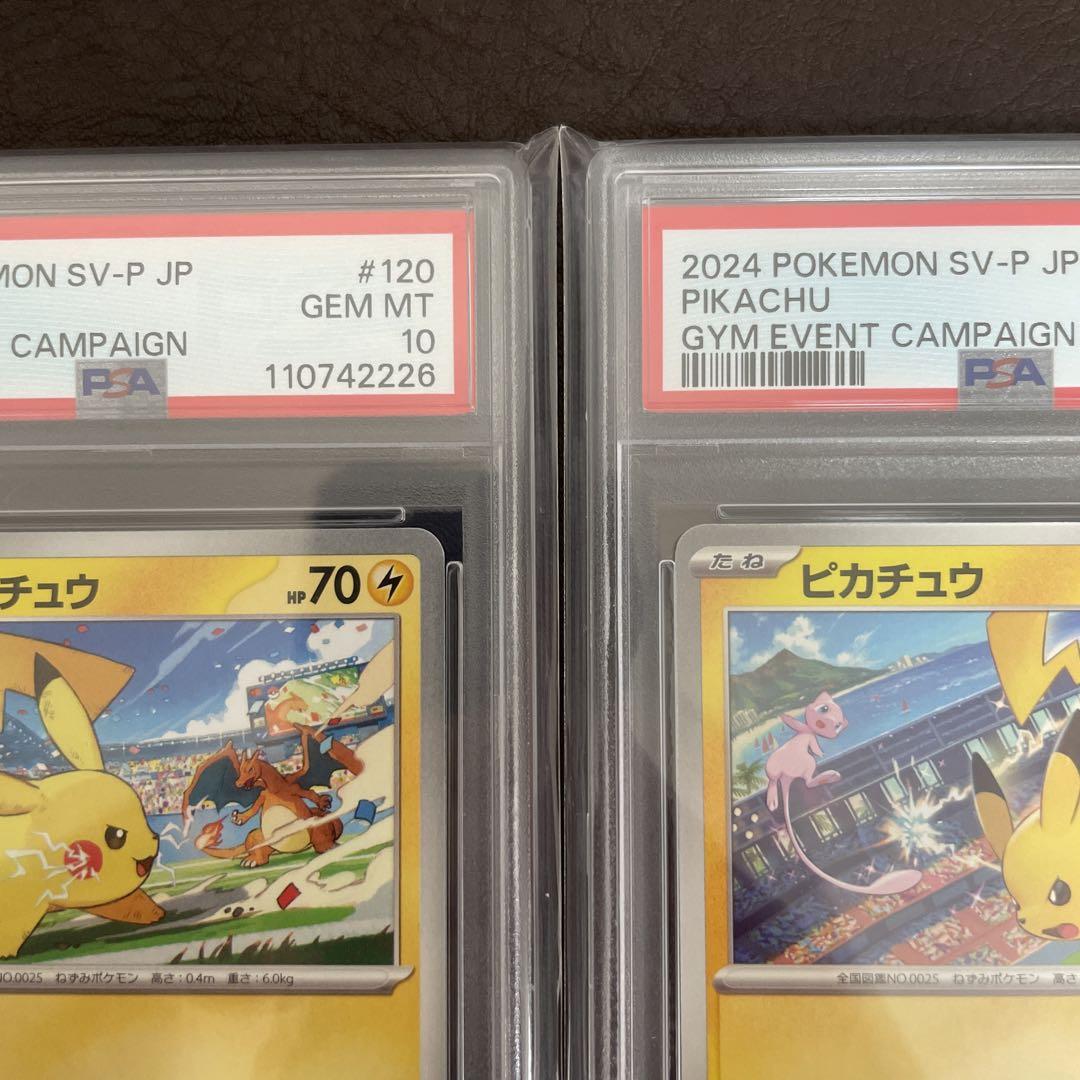 MON SV-P JP #120
GEM MT
CAMPAIGN 10
PSA 110742226
チュウ HP70
NO.0025 ねずみポケモン 高さ:0.4m 重さ:6.0kg
2024 POKEMON SV-P JP
PIKACHU
GYM EVENT CAMPAIGN
PSA
たね ピカチュウ
全国図鑑NO.0025 ねずみポケモン 高さ